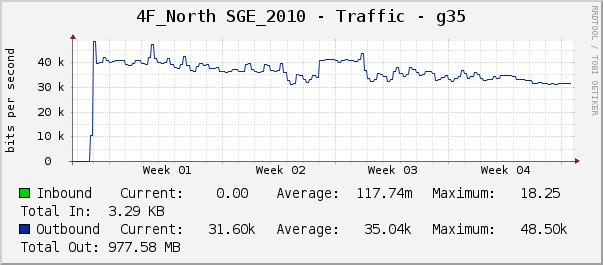 4F_North SGE_2010 - Traffic - g35
RRDTOOL / TOBI OETIKER
bits per second
40 k
30 k
20 k
10 k
0
Week 01 Week 02 Week 03 Week 04
Inbound Current: 0.00 Average: 117.74m Maximum: 18.25
Total In: 3.29 KB
Outbound Current: 31.60k Average: 35.04k Maximum: 48.50k
Total Out: 977.58 MB